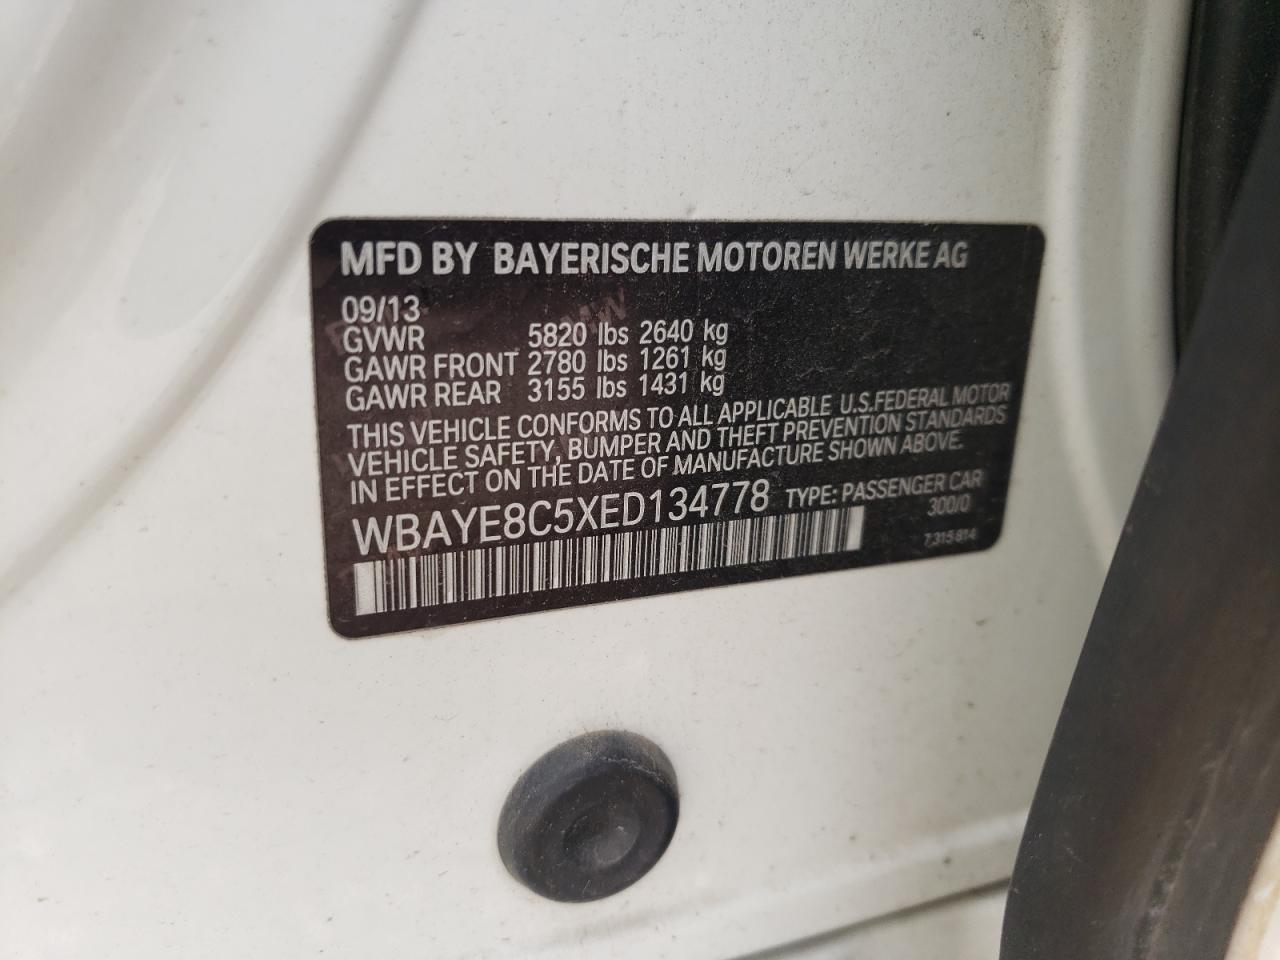 MFD BY BAYERISCHE MOTOREN WERKE AG
09/13
GVWR 5820 lbs 2640 kg
GAWR FRONT 2780 lbs 1261 kg
GAWR REAR 3155 lbs 1431 kg
THIS VEHICLE CONFORMS TO ALL APPLICABLE U.S.FEDERAL MOTOR
VEHICLE SAFETY, BUMPER AND THEFT PREVENTION STANDARDS
IN EFFECT ON THE DATE OF MANUFACTURE SHOWN ABOVE.
WBAYE8C5XED134778 TYPE: PASSENGER CAR
300/0
7 315 814